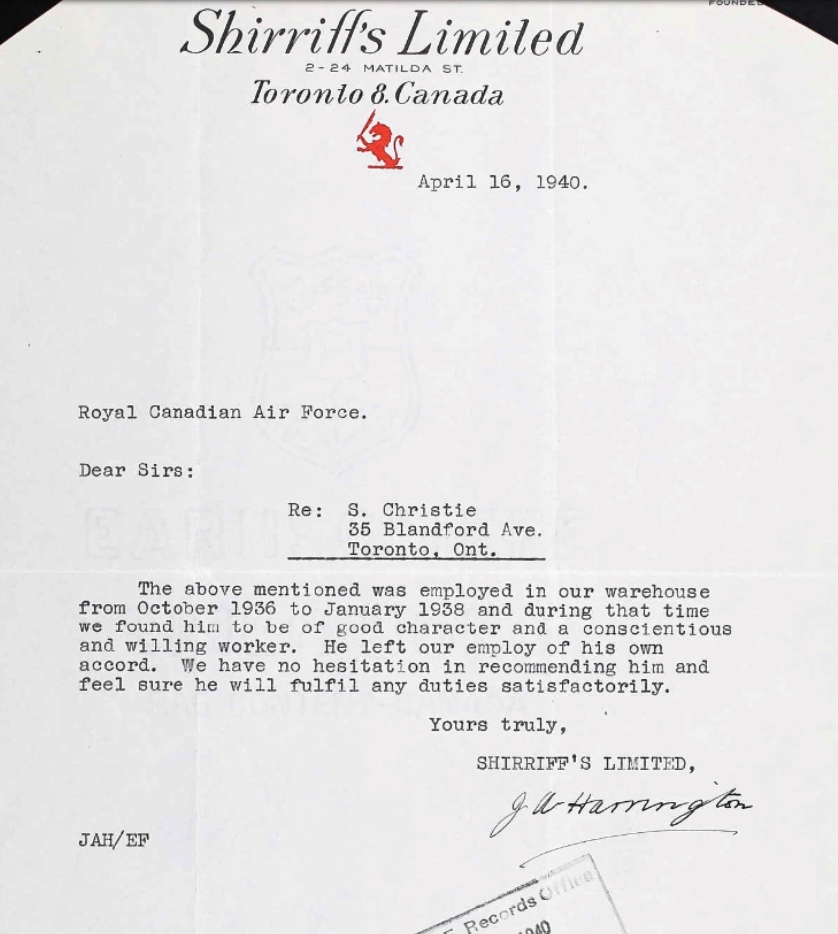 FOUNDED
Shirriff's Limited
2-24 MATILDA ST.
Toronto 8. Canada
April 16, 1940.
Royal Canadian Air Force.
Dear Sirs:
Re: S. Christie
35 Blandford Ave.
Toronto, Ont.
The above mentioned was employed in our warehouse
from October 1936 to January 1938 and during that time
we found him to be of good character and a conscientious
and willing worker. He left our employ of his own
accord. We have no hesitation in recommending him and
feel sure he will fulfil any duties satisfactorily.
Yours truly,
SHIRRIFF'S LIMITED,
J A Harrington
JAH/EF
Records Office
1940